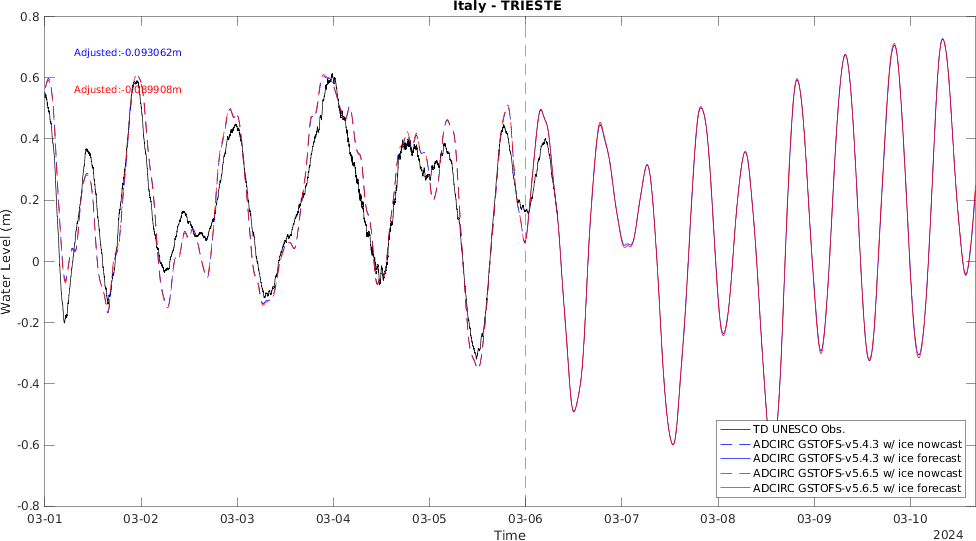 Italy - TRIESTE
0.8
0.6
0.4
0.2
0
-0.2
-0.4
-0.6
-0.8
Water Level (m)
Adjusted:-0.093062m
Adjusted:-0.089908m
TD UNESCO Obs.
ADCIRC GSTOFS-v5.4.3 w/ ice nowcast
ADCIRC GSTOFS-v5.4.3 w/ ice forecast
ADCIRC GSTOFS-v5.6.5 w/ ice nowcast
ADCIRC GSTOFS-v5.6.5 w/ ice forecast
03-01 03-02 03-03 03-04 03-05 03-06 03-07 03-08 03-09 03-10
Time
2024